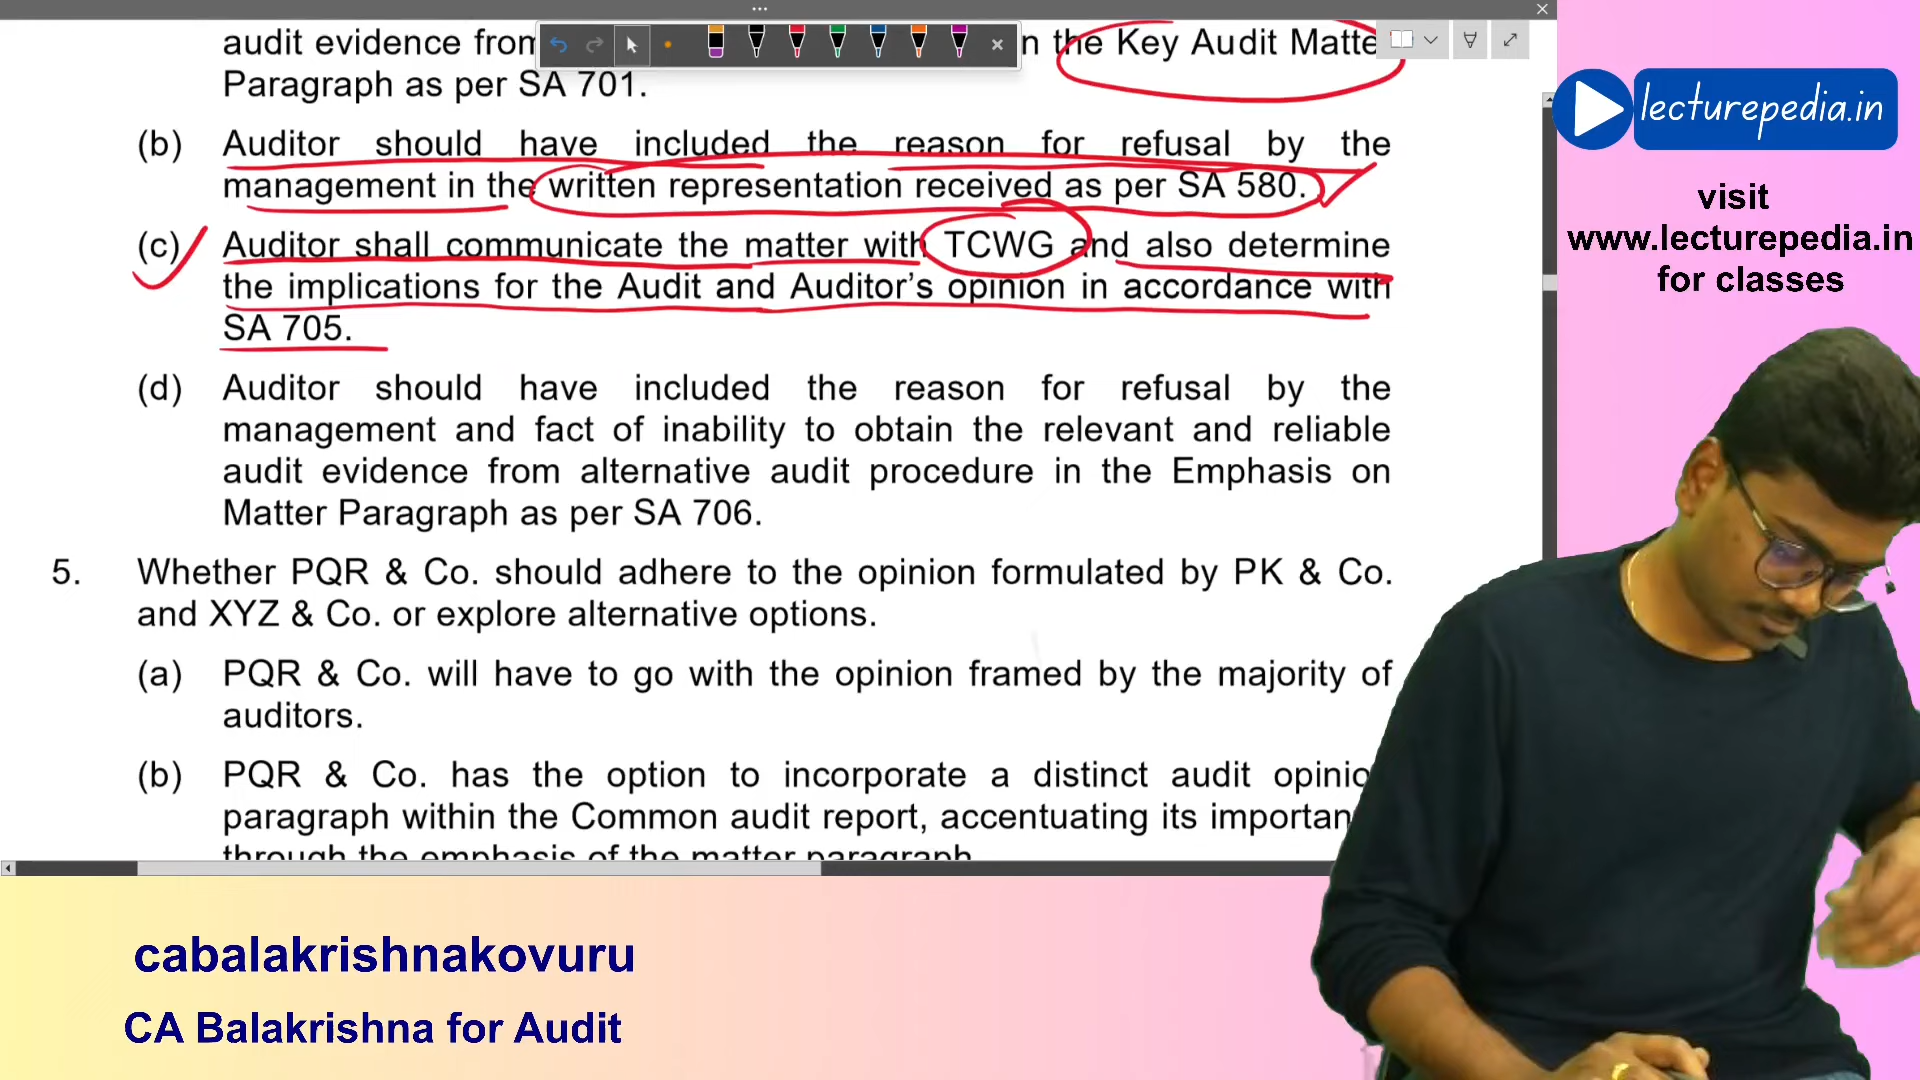 audit evidence from
n the Key Audit Matte
Paragraph as per SA 701.
(b) Auditor should have included the reason for refusal by the
management in the written representation received as per SA 580.
(c) Auditor shall communicate the matter with TCWG and also determine
the implications for the Audit and Auditor's opinion in accordance with
SA 705.
(d) Auditor should have included the reason for refusal by the
management and fact of inability to obtain the relevant and reliable
audit evidence from alternative audit procedure in the Emphasis on
Matter Paragraph as per SA 706.
5. Whether PQR & Co. should adhere to the opinion formulated by PK & Co.
and XYZ & Co. or explore alternative options.
(a) PQR & Co. will have to go with the opinion framed by the majority of
auditors.
(b) PQR & Co. has the option to incorporate a distinct audit opinio
paragraph within the Common audit report, accentuating its importan
through the emphasis of the matter paragraph
lecturepedia.in
visit
www.lecturepedia.in
for classes
cabalakrishnakovuru
CA Balakrishna for Audit